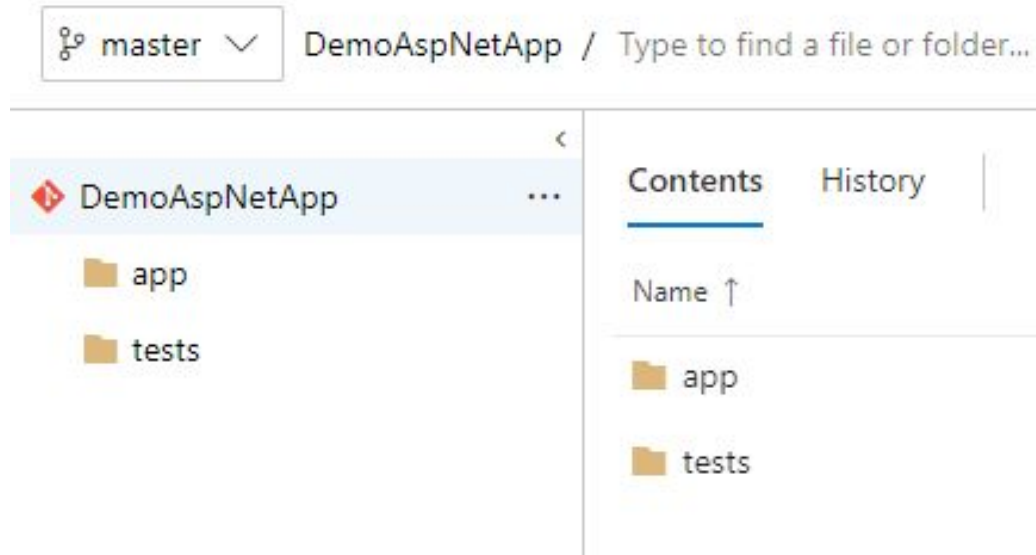 master DemoAspNetApp / Type to find a file or folder...
DemoAspNetApp ...
app
tests
Contents History
Name ↑
app
tests